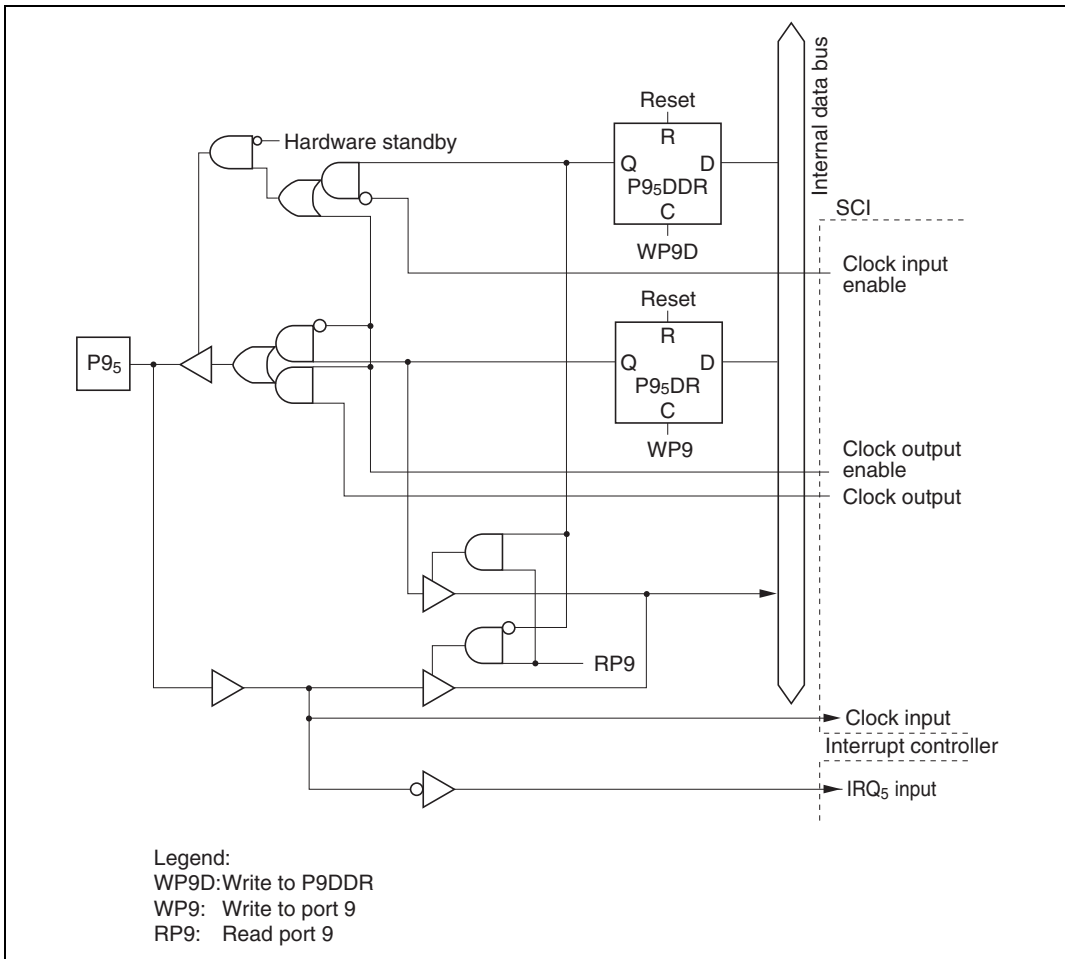 Internal data bus
Reset
R
Hardware standby
Q D
P9₅DDR
C
SCI
WP9D
Clock input
enable
Reset
R
P9₅
Q D
P9₅DR
C
WP9
Clock output
enable
Clock output
RP9
Clock input
Interrupt controller
IRQ₅ input
Legend:
WP9D:Write to P9DDR
WP9: Write to port 9
RP9: Read port 9